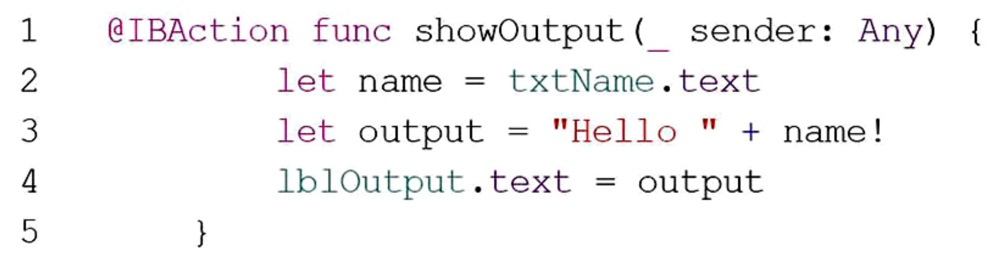 1 @IBAction func showOutput(_ sender: Any) {
2 let name = txtName.text
3 let output = "Hello " + name!
4 lblOutput.text = output
5 }